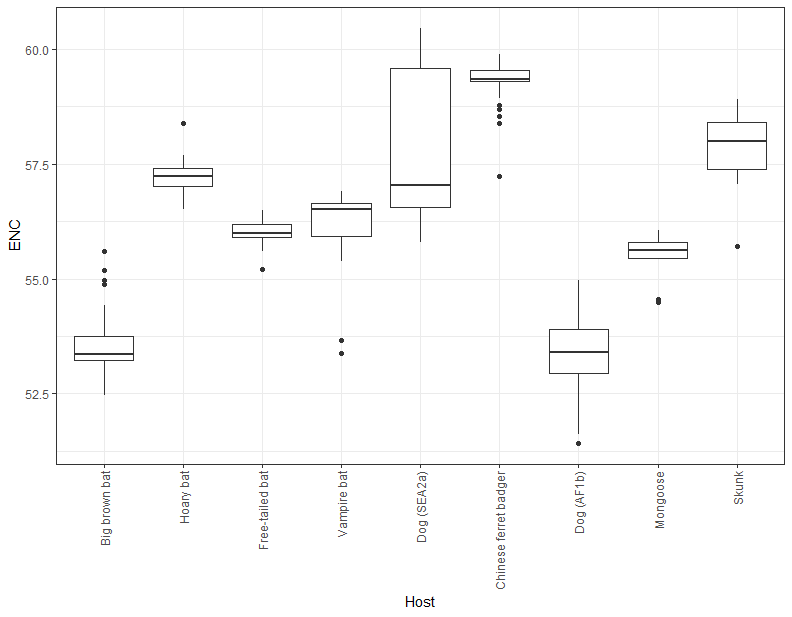 ENC
60.0
57.5
55.0
52.5
Big brown bat
Hoary bat
Free-tailed bat
Vampire bat
Dog (SEA2a)
Chinese ferret badger
Dog (AF1b)
Mongoose
Skunk
Host